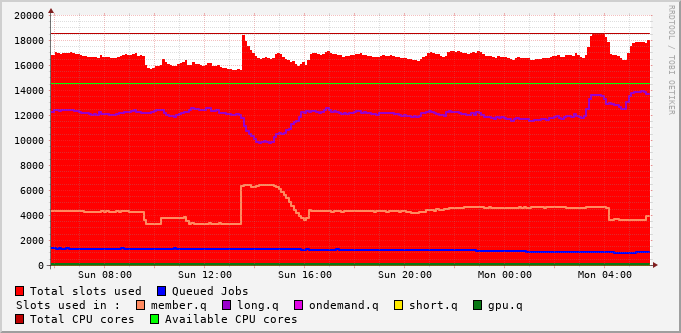 RRDTOOL / TOBI OETIKER
20000
18000
16000
14000
12000
10000
8000
6000
4000
2000
0
Sun 08:00 Sun 12:00 Sun 16:00 Sun 20:00 Mon 00:00 Mon 04:00
Total slots used Queued Jobs
Slots used in : member.q long.q ondemand.q short.q gpu.q
Total CPU cores Available CPU cores